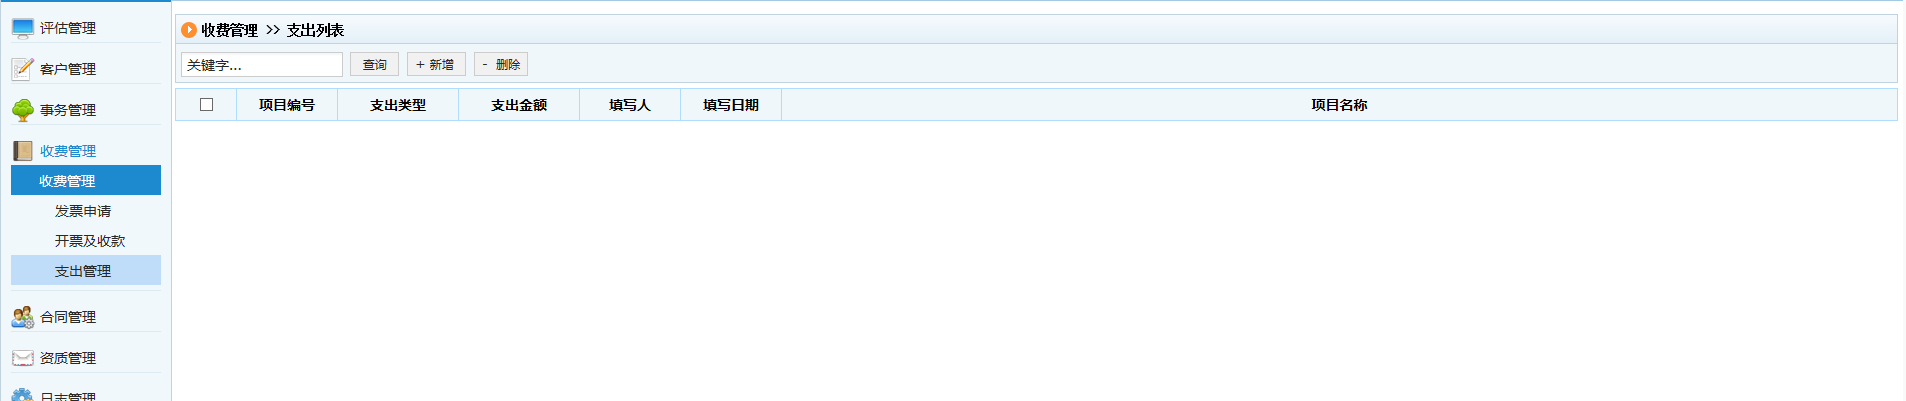 评估管理
客户管理
事务管理
收费管理
收费管理
发票申请
开票及收款
支出管理
合同管理
资质管理
日志管理
收费管理 >> 支出列表
关键字... 查询 + 新增 - 删除
项目编号 支出类型 支出金额 填写人 填写日期 项目名称